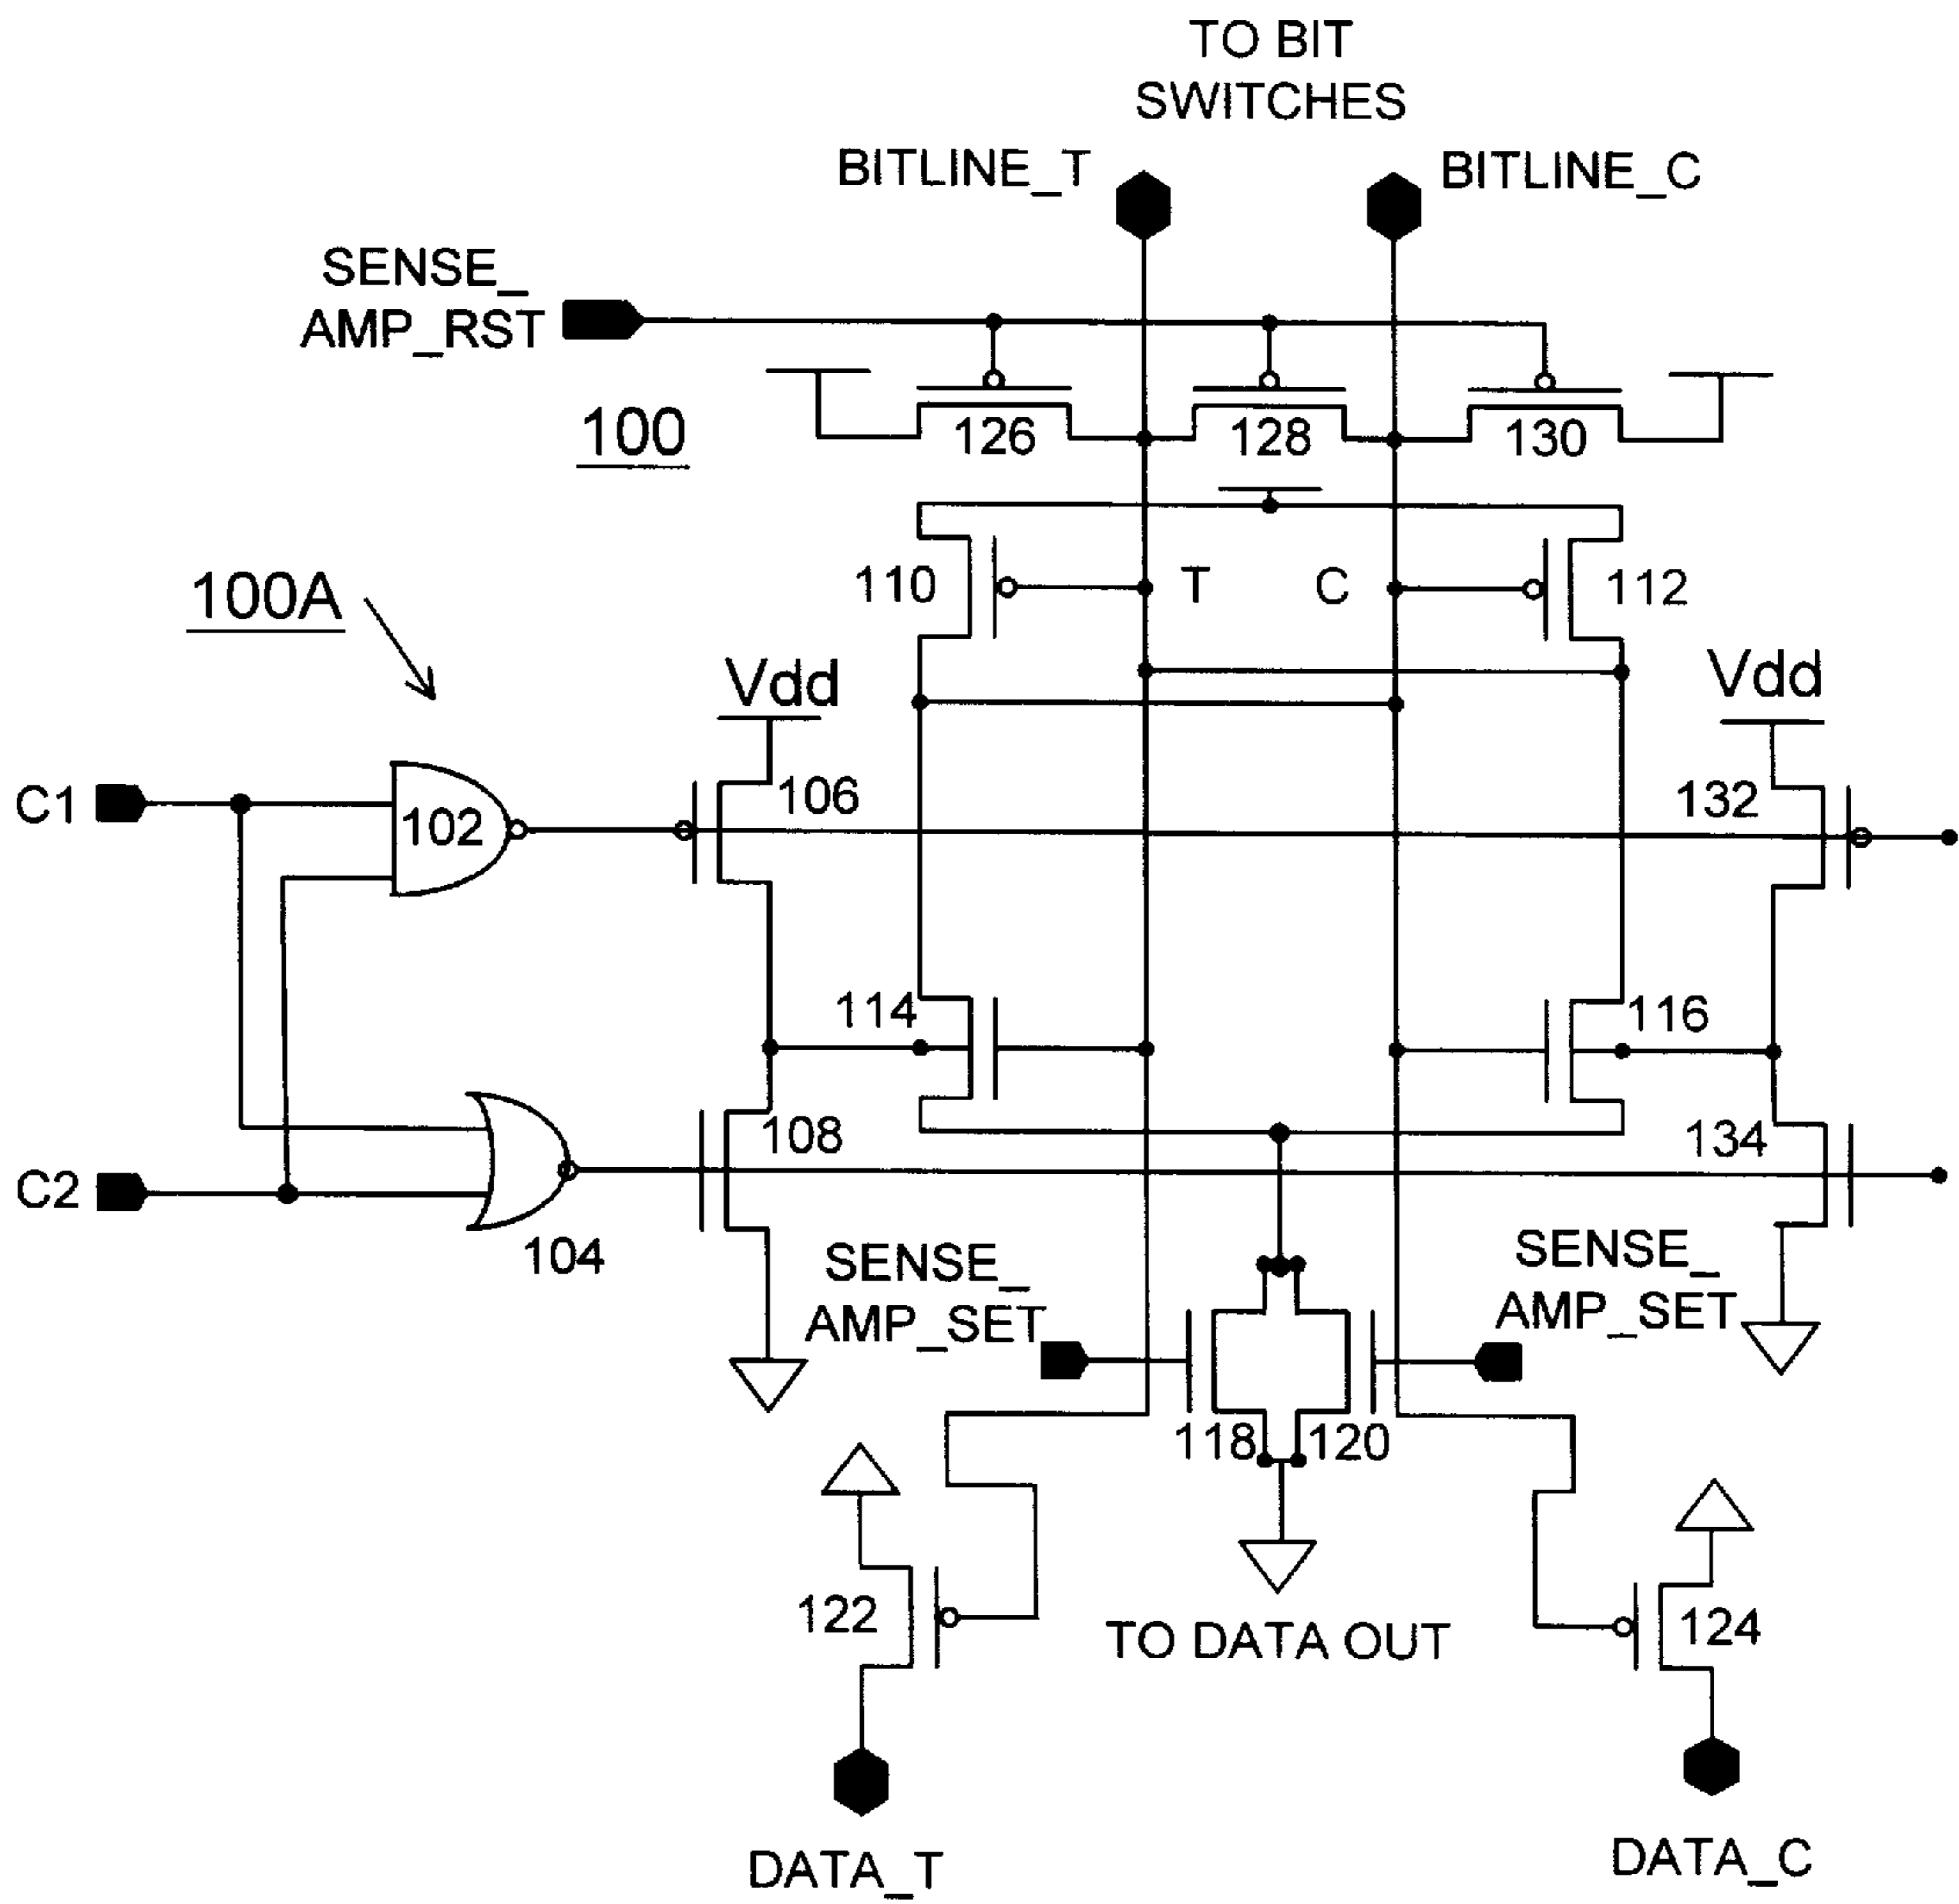 TO BIT
SWITCHES
BITLINE_T
BITLINE_C
SENSE_
AMP_RST
100
126
128
130
100A
110
T
C
112
Vdd
Vdd
C1
102
106
132
114
116
C2
104
108
134
SENSE_
AMP_SET
SENSE_
AMP_SET
118
120
122
TO DATA OUT
124
DATA_T
DATA_C